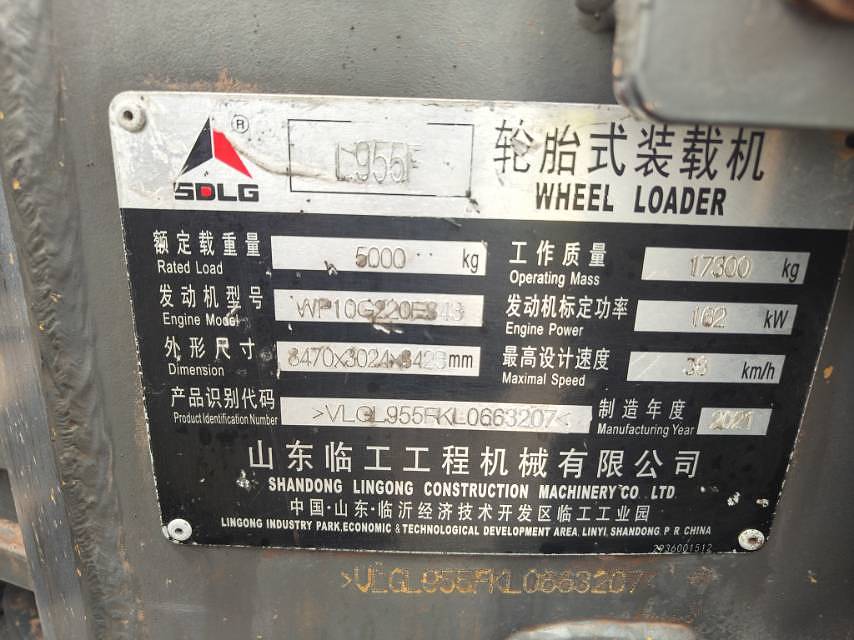 SDLG ® L955F 轮胎式装载机
WHEEL LOADER
额定载重量 5000 kg 工作质量 17300 kg
Rated Load Operating Mass
发动机型号 发动机标定功率 162 kW
Engine Model Engine Power
外形尺寸 mm 最高设计速度 38 km/h
Dimension Maximal Speed
产品识别代码 >VLGL955FKL0663207< 制造年度 2021
Product Identification Number Manufacturing Year
山东临工工程机械有限公司
SHANDONG LINGONG CONSTRUCTION MACHINERY CO. LTD.
中国·山东·临沂经济技术开发区临工工业园
LINGONG INDUSTRY PARK, ECONOMIC & TECHNOLOGICAL DEVELOPMENT AREA, LINYI, SHANDONG, P. R. CHINA
2936001512
>VLGL955FKL0663207<